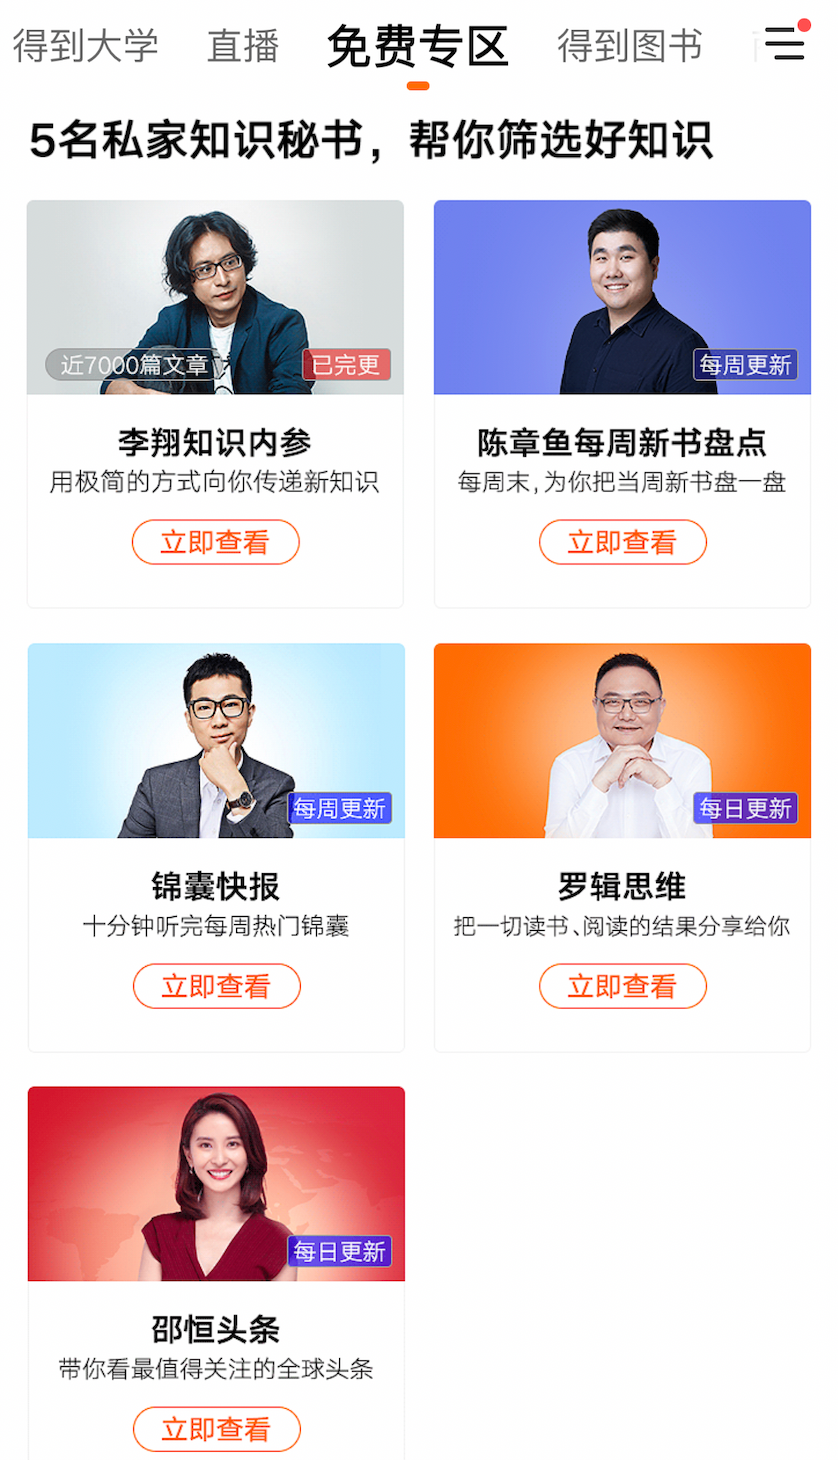 得到大学 直播 免费专区 得到图书
5名私家知识秘书，帮你筛选好知识
近7000篇文章 已完更
每周更新
李翔知识内参
用极简的方式向你传递新知识
立即查看
陈章鱼每周新书盘点
每周末,为你把当周新书盘一盘
立即查看
每周更新
每日更新
锦囊快报
十分钟听完每周热门锦囊
立即查看
罗辑思维
把一切读书、阅读的结果分享给你
立即查看
每日更新
邵恒头条
带你看最值得关注的全球头条
立即查看